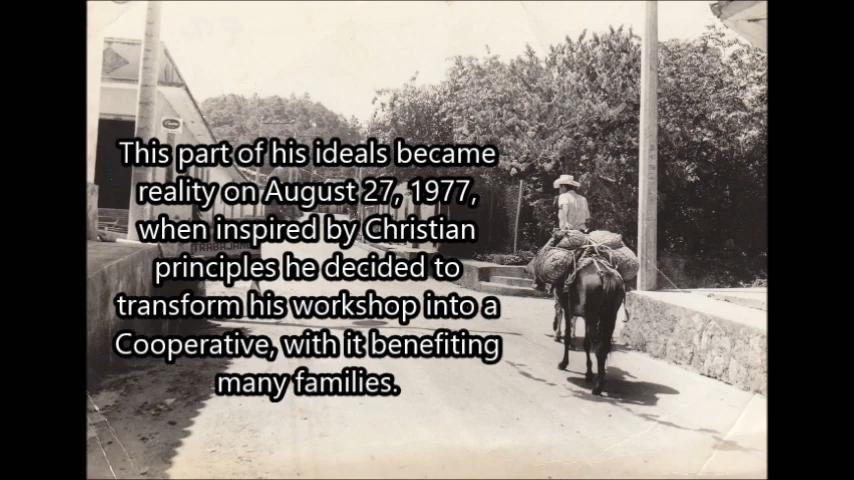 This part of his ideals became
reality on August 27, 1977,
when inspired by Christian
principles he decided to
transform his workshop into a
Cooperative, with it benefiting
many families.